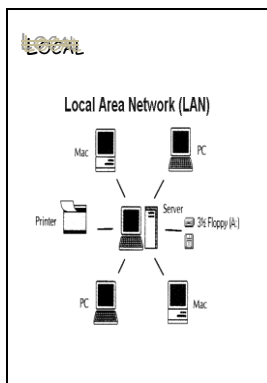 LOCAL
Local Area Network (LAN)
Mac
PC
Printer
Server
3½ Floppy (A:)
PC
Mac